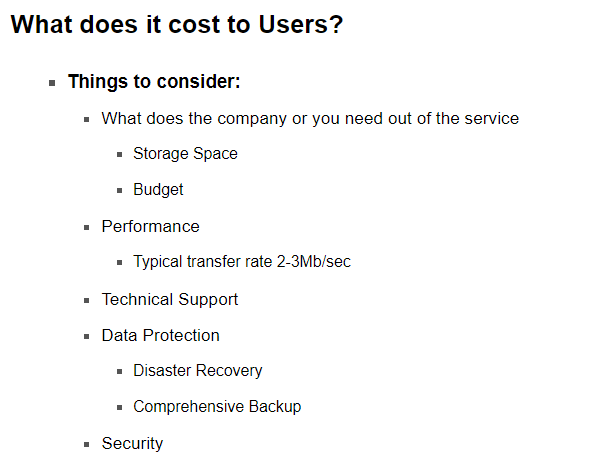 What does it cost to Users?
Things to consider:
What does the company or you need out of the service
Storage Space
Budget
Performance
Typical transfer rate 2-3Mb/sec
Technical Support
Data Protection
Disaster Recovery
Comprehensive Backup
Security